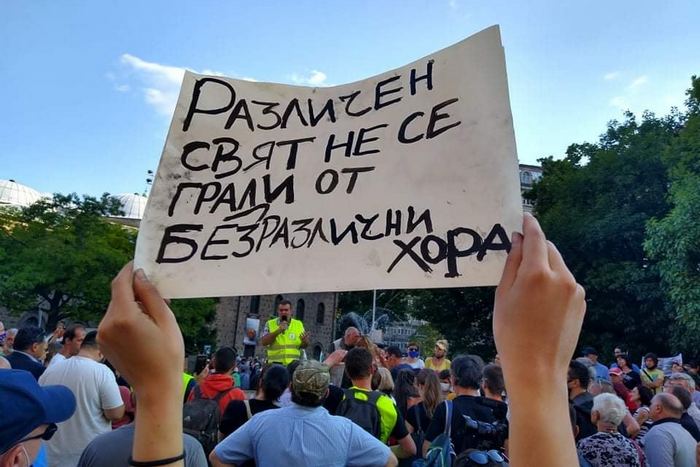 РАЗЛИЧЕН
СВЯТ НЕ СЕ
ГРАДИ ОТ
БЕЗРАЗЛИЧНИ
ХОРА